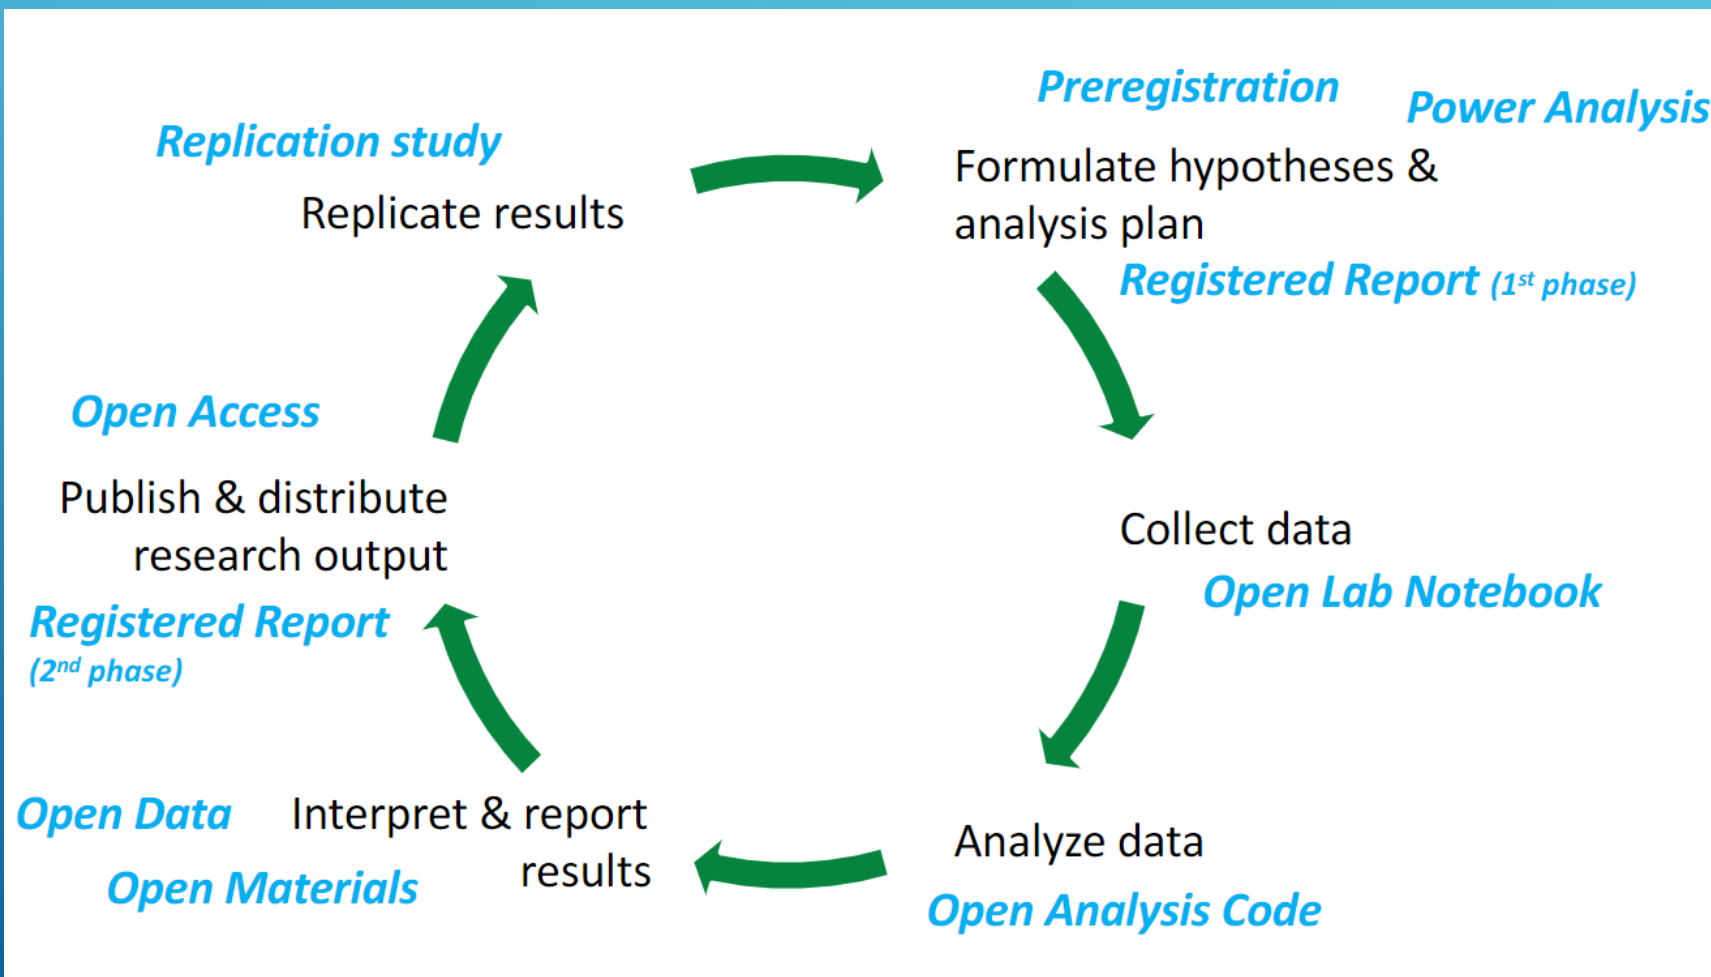 Preregistration
Power Analysis
Replication study
Formulate hypotheses &
analysis plan
Replicate results
Registered Report (1st phase)
Open Access
Publish & distribute
research output
Collect data
Open Lab Notebook
Registered Report
(2nd phase)
Open Data
Interpret & report
results
Open Materials
Analyze data
Open Analysis Code